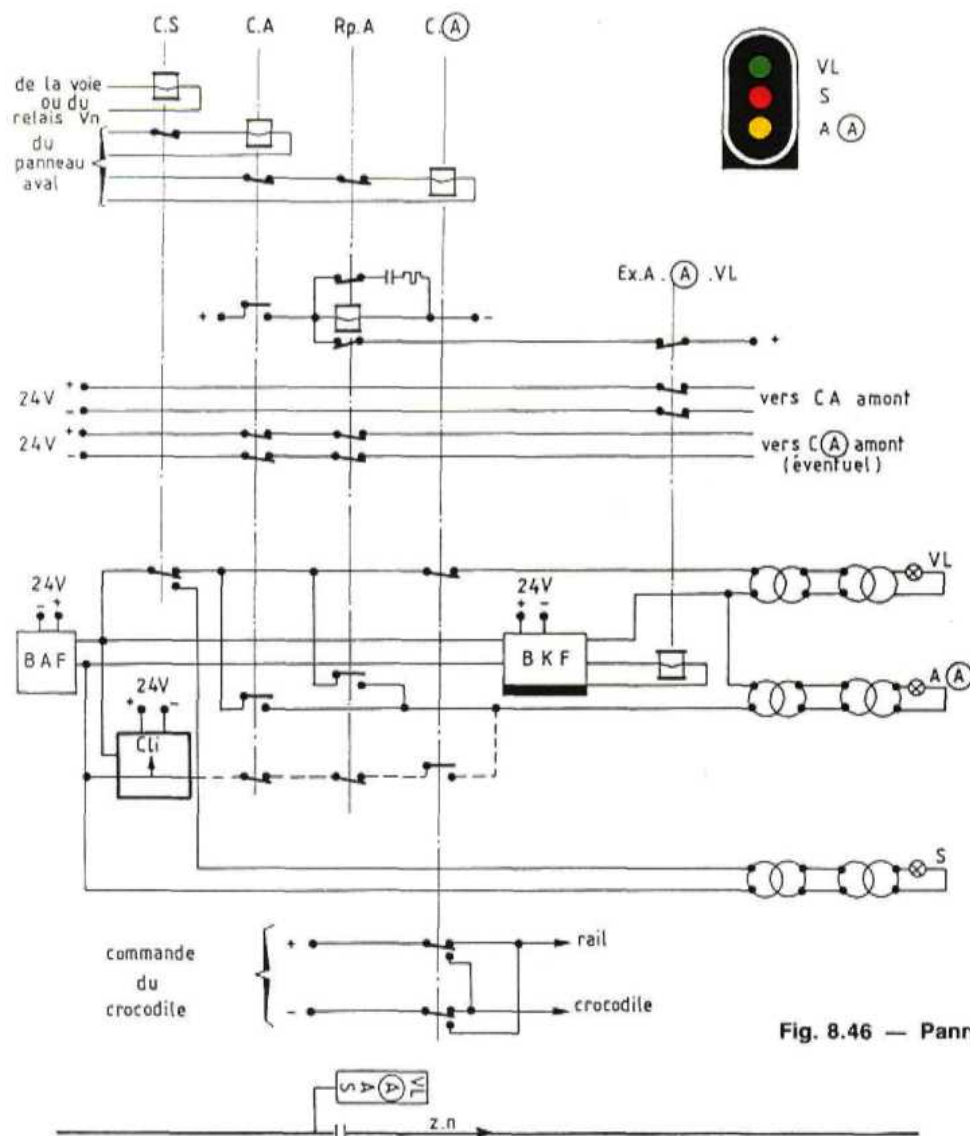 C.S C.A Rp.A C.Ⓐ
VL
S
A Ⓐ
de la voie
ou du
relais Vn
du
panneau
aval
Ex.A.Ⓐ.VL
+ - +
24V + -
vers CA amont
24V + -
vers CⒶ amont
(éventuel)
VL
24V
- +
BAF
24V
+ -
BKF
A Ⓐ
24V
+ -
Cli
S
commande
du
crocodile
+ rail
- crocodile
Fig. 8.46 — Panr
S A Ⓐ VL
z.n